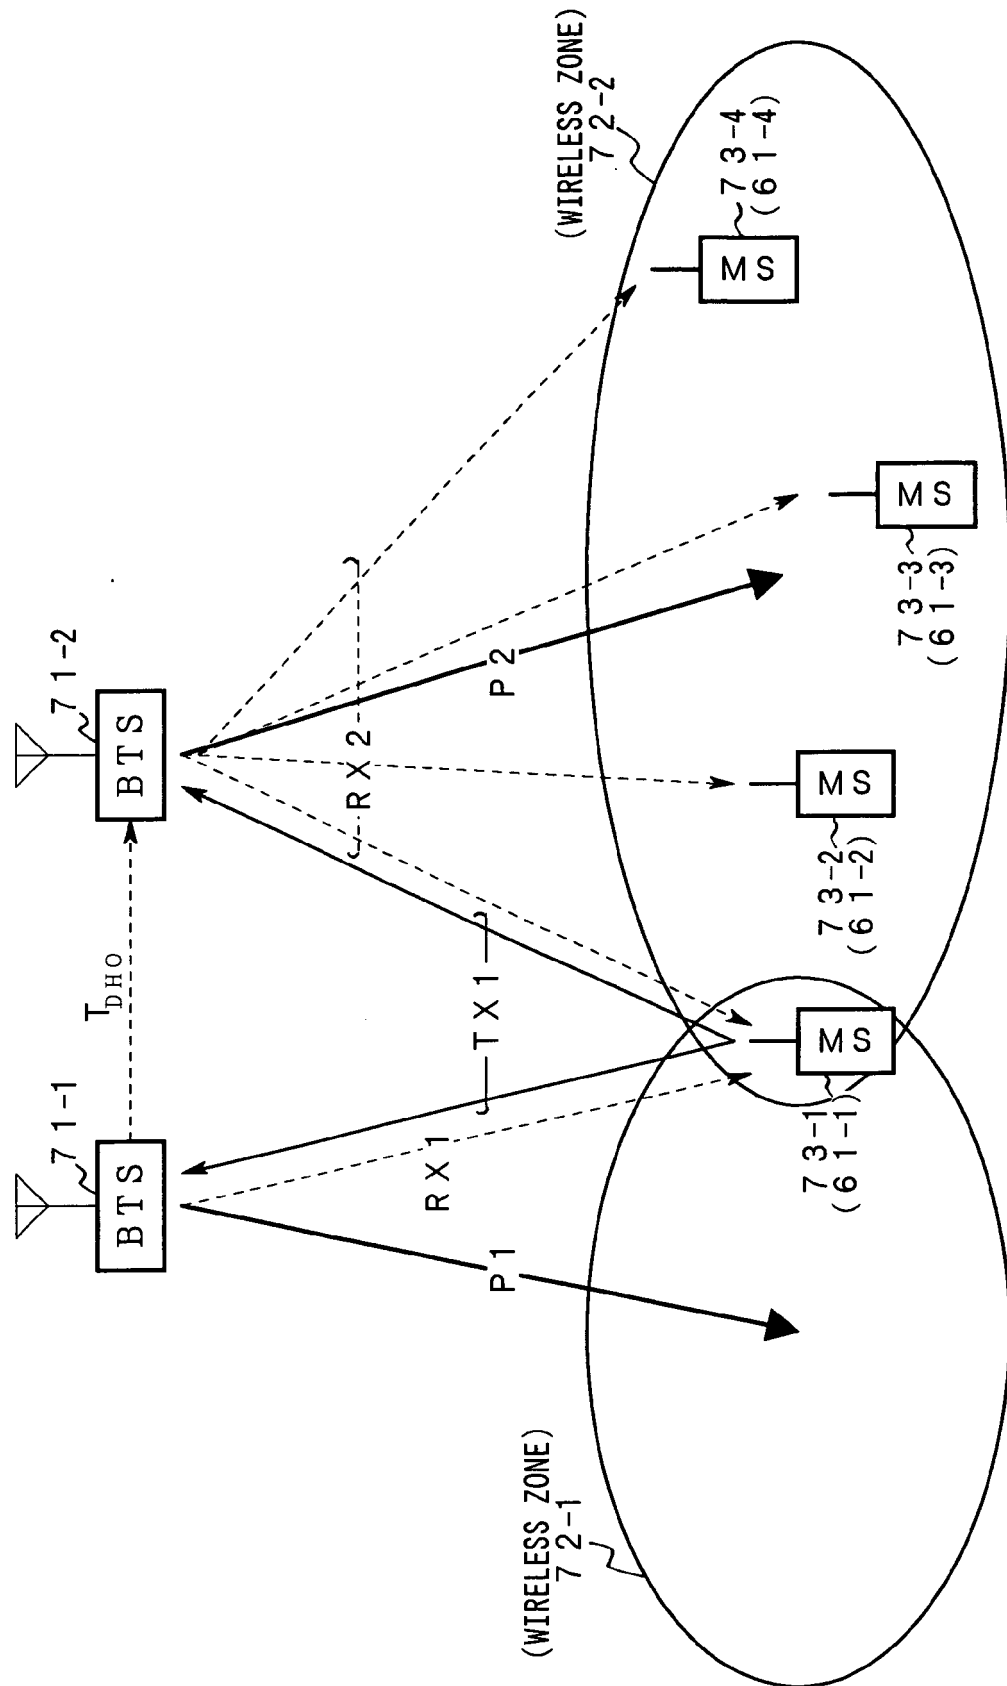 71-1
BTS
T_DHO
71-2
BTS
P1
RX1
TX1
RX2
P2
(WIRELESS ZONE)
72-1
(WIRELESS ZONE)
72-2
MS
73-1
(61-1)
MS
73-2
(61-2)
MS
73-3
(61-3)
MS
73-4
(61-4)